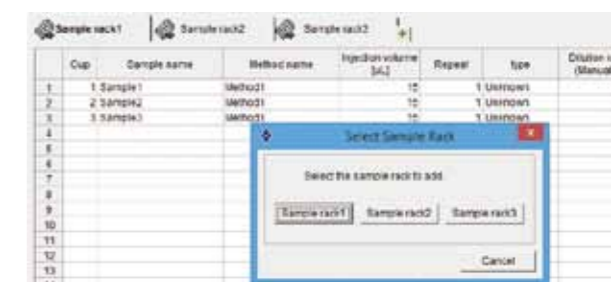 Sample rack1 Sample rack2 Sample rack3
Cup Sample name Method name Injection volume [uL] Repeat type Dilution (Manual
1 1 Sample1 Method1 15 1 Unknown
2 2 Sample2 Method1 15 1 Unknown
3 3 Sample3 Method1 15 1 Unknown
4 Select Sample Rack
5
6
7 Select the sample rack to add
8
9 Sample rack1 Sample rack2 Sample rack3
10
11
12 Cancel
13